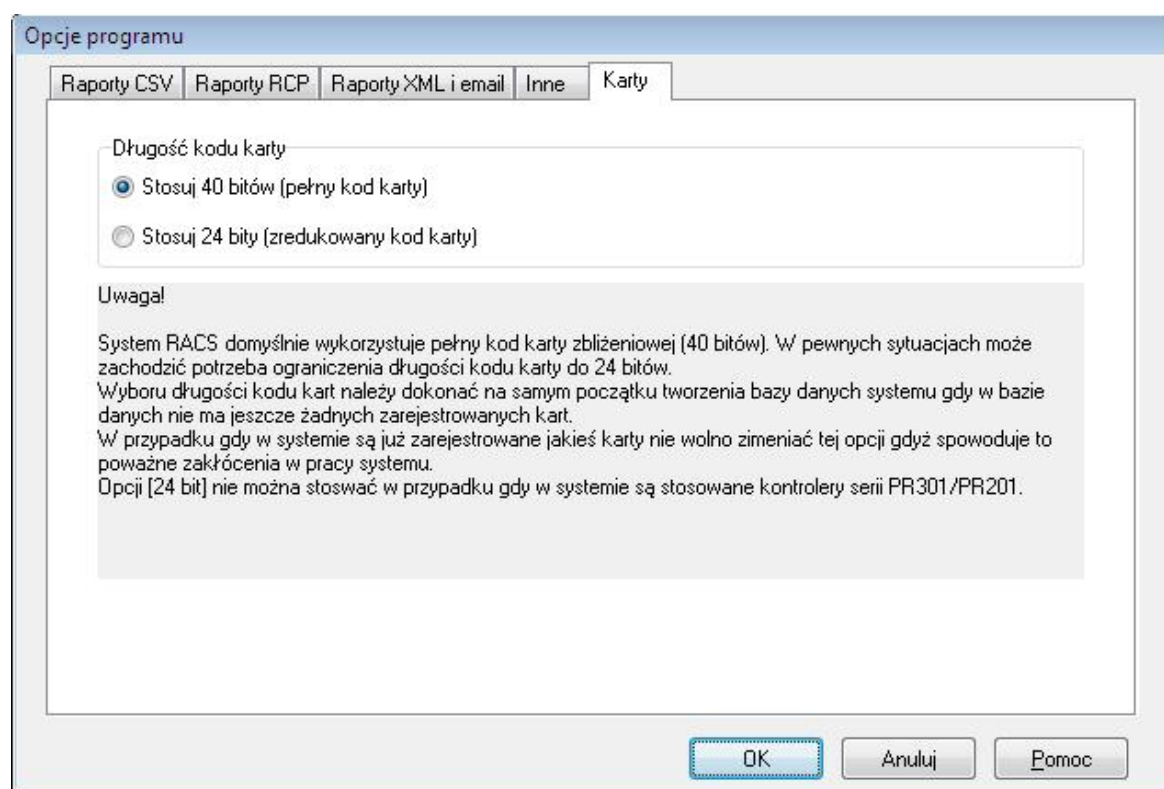 Opcje programu
Raporty CSV Raporty RCP Raporty XML i email Inne Karty
Długość kodu karty
Stosuj 40 bitów (pełny kod karty)
Stosuj 24 bity (zredukowany kod karty)
Uwaga!
System RACS domyślnie wykorzystuje pełny kod karty zbliżeniowej (40 bitów). W pewnych sytuacjach może
zachodzić potrzeba ograniczenia długości kodu karty do 24 bitów.
Wyboru długości kodu kart należy dokonać na samym początku tworzenia bazy danych systemu gdy w bazie
danych nie ma jeszcze żadnych zarejestrowanych kart.
W przypadku gdy w systemie są już zarejestrowane jakieś karty nie wolno zimeniać tej opcji gdyż spowoduje to
poważne zakłócenia w pracy systemu.
Opcji [24 bit] nie można stoswać w przypadku gdy w systemie są stosowane kontrolery serii PR301/PR201.
OK Anuluj Pomoc